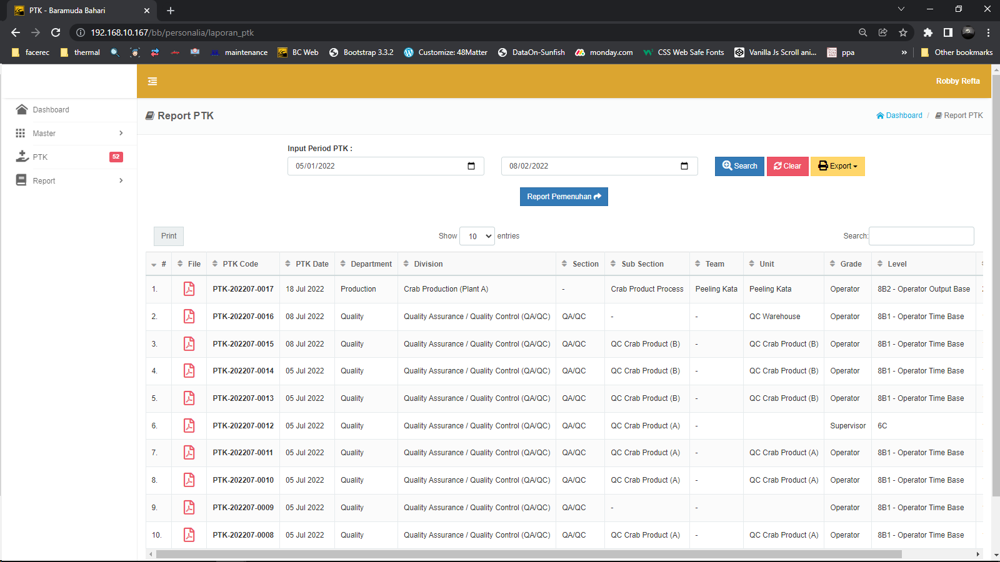 PTK - Baramuda Bahari
192.168.10.167/bb/personalia/laporan_ptk
facerec thermal maintenance BC Web Bootstrap 3.3.2 Customize: 48Matter DataOn-Sunfish monday.com CSS Web Safe Fonts Vanilla Js Scroll ani... ppa » Other bookmarks
Robby Refta
Dashboard
Master
PTK 52
Report
Report PTK
Dashboard / Report PTK
Input Period PTK :
05/01/2022 08/02/2022 Search Clear Export
Report Pemenuhan
Print Show 10 entries Search:
# File PTK Code PTK Date Department Division Section Sub Section Team Unit Grade Level
1. PTK-202207-0017 18 Jul 2022 Production Crab Production (Plant A) - Crab Product Process Peeling Kata Peeling Kata Operator 8B2 - Operator Output Base
2. PTK-202207-0016 08 Jul 2022 Quality Quality Assurance / Quality Control (QA/QC) QA/QC - - QC Warehouse Operator 8B1 - Operator Time Base
3. PTK-202207-0015 08 Jul 2022 Quality Quality Assurance / Quality Control (QA/QC) QA/QC QC Crab Product (B) - QC Crab Product (B) Operator 8B1 - Operator Time Base
4. PTK-202207-0014 05 Jul 2022 Quality Quality Assurance / Quality Control (QA/QC) QA/QC QC Crab Product (B) - QC Crab Product (B) Operator 8B1 - Operator Time Base
5. PTK-202207-0013 05 Jul 2022 Quality Quality Assurance / Quality Control (QA/QC) QA/QC QC Crab Product (B) - QC Crab Product (B) Operator 8B1 - Operator Time Base
6. PTK-202207-0012 05 Jul 2022 Quality Quality Assurance / Quality Control (QA/QC) QA/QC QC Crab Product (A) - Supervisor 6C
7. PTK-202207-0011 05 Jul 2022 Quality Quality Assurance / Quality Control (QA/QC) QA/QC QC Crab Product (A) - QC Crab Product (A) Operator 8B1 - Operator Time Base
8. PTK-202207-0010 05 Jul 2022 Quality Quality Assurance / Quality Control (QA/QC) QA/QC QC Crab Product (A) - QC Crab Product (A) Operator 8B1 - Operator Time Base
9. PTK-202207-0009 05 Jul 2022 Quality Quality Assurance / Quality Control (QA/QC) QA/QC - - Operator 8B1 - Operator Time Base
10. PTK-202207-0008 05 Jul 2022 Quality Quality Assurance / Quality Control (QA/QC) QA/QC QC Crab Product (A) - QC Crab Product (A) Operator 8B1 - Operator Time Base